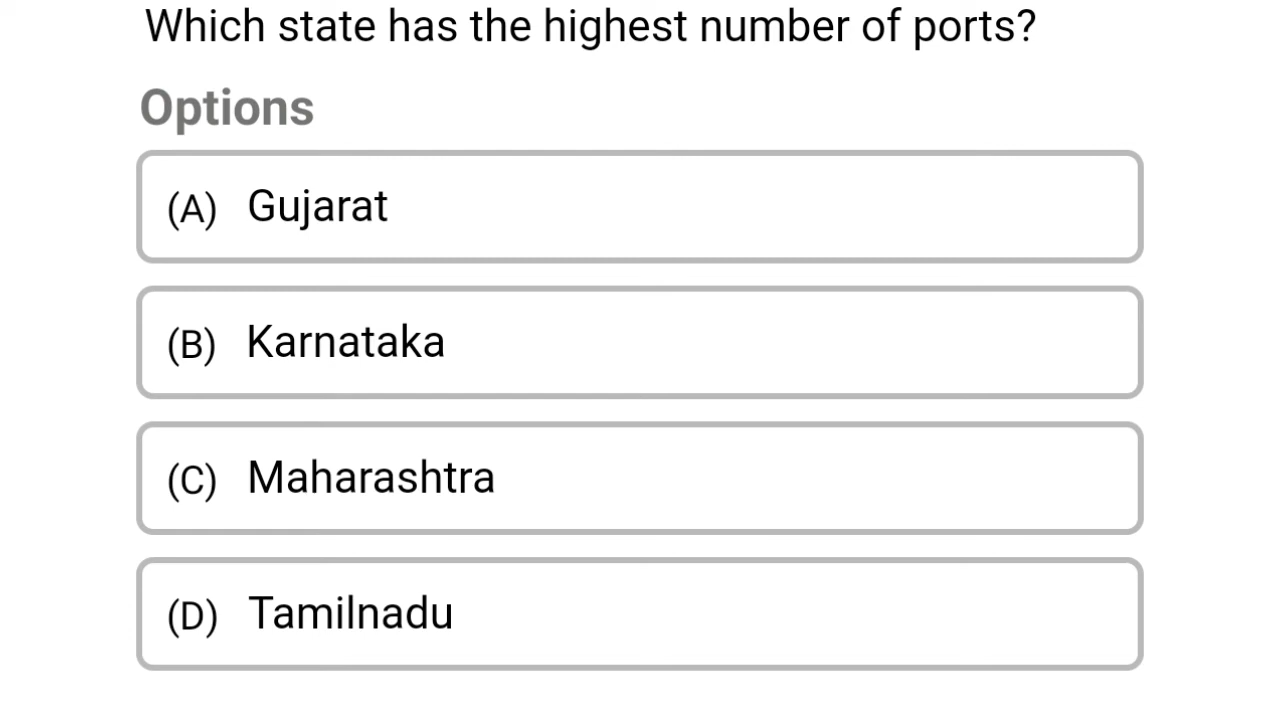 Which state has the highest number of ports?
Options
(A) Gujarat
(B) Karnataka
(C) Maharashtra
(D) Tamilnadu